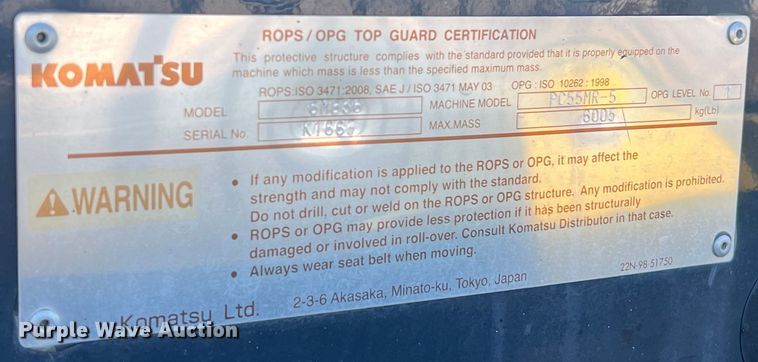 ROPS/OPG TOP GUARD CERTIFICATION
KOMATSU
This protective structure complies with the standard provided that it is properly equipped on the
machine which mass is less than the specified maximum mass.
ROPS:ISO 3471:2008, SAE J/ISO 3471 MAY 03 OPG : ISO 10262 : 1998
MODEL MACHINE MODEL PC55MR-5 OPG LEVEL No. 1
SERIAL No. MAX.MASS 6005 kg(Lb)
WARNING
• If any modification is applied to the ROPS or OPG, it may affect the
strength and may not comply with the standard.
Do not drill, cut or weld on the ROPS or OPG structure. Any modification is prohibited.
• ROPS or OPG may provide less protection if it has been structurally
damaged or involved in roll-over. Consult Komatsu Distributor in that case.
• Always wear seat belt when moving.
22N-98-51750
Komatsu Ltd. 2-3-6 Akasaka, Minato-ku, Tokyo, Japan
Purple Wave Auction